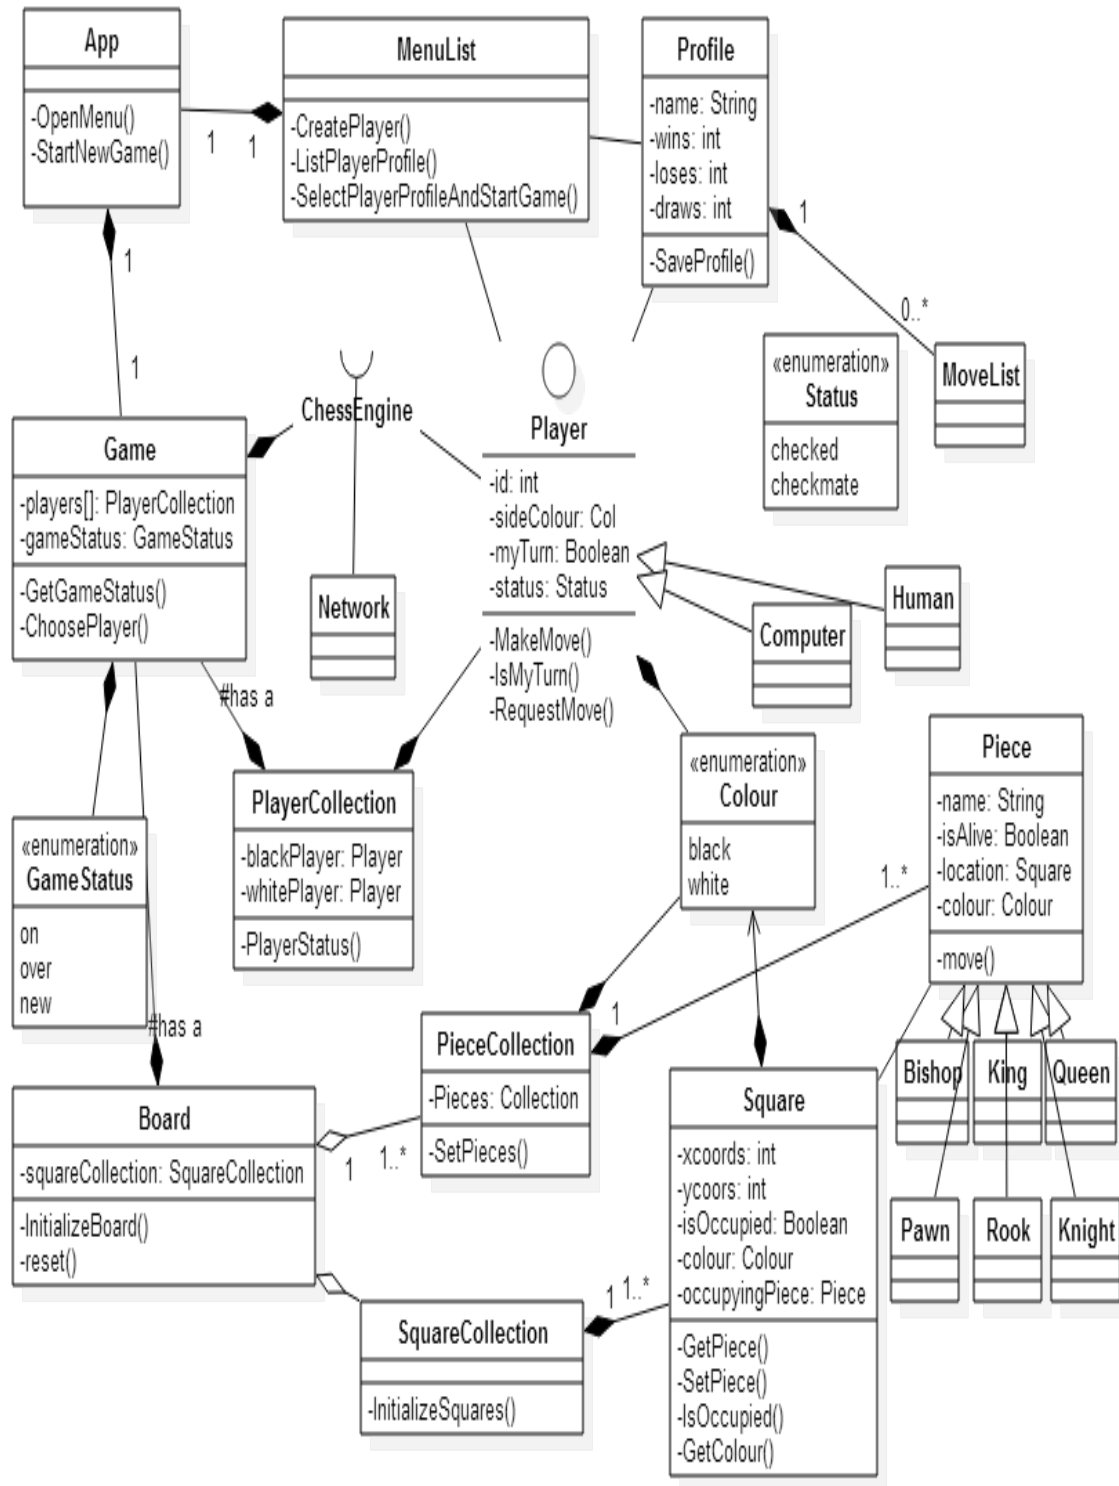 App
-OpenMenu()
-StartNewGame()
MenuList
-CreatePlayer()
-ListPlayerProfile()
-SelectPlayerProfileAndStartGame()
Profile
-name: String
-wins: int
-loses: int
-draws: int
-SaveProfile()
1
1
1
1
1
0..*
«enumeration»
Status
checked
checkmate
MoveList
ChessEngine
Player
-id: int
-sideColour: Col
-myTurn: Boolean
-status: Status
-MakeMove()
-IsMyTurn()
-RequestMove()
Game
-players[]: PlayerCollection
-gameStatus: GameStatus
-GetGameStatus()
-ChoosePlayer()
Network
Computer
Human
#has a
PlayerCollection
-blackPlayer: Player
-whitePlayer: Player
-PlayerStatus()
«enumeration»
Colour
black
white
Piece
-name: String
-isAlive: Boolean
-location: Square
-colour: Colour
-move()
1..*
1
«enumeration»
GameStatus
on
over
new
#has a
PieceCollection
-Pieces: Collection
-SetPieces()
Bishop
King
Queen
Pawn
Rook
Knight
Board
-squareCollection: SquareCollection
-InitializeBoard()
-reset()
1
1..*
Square
-xcoords: int
-ycoors: int
-isOccupied: Boolean
-colour: Colour
-occupyingPiece: Piece
-GetPiece()
-SetPiece()
-IsOccupied()
-GetColour()
1
1..*
SquareCollection
-InitializeSquares()